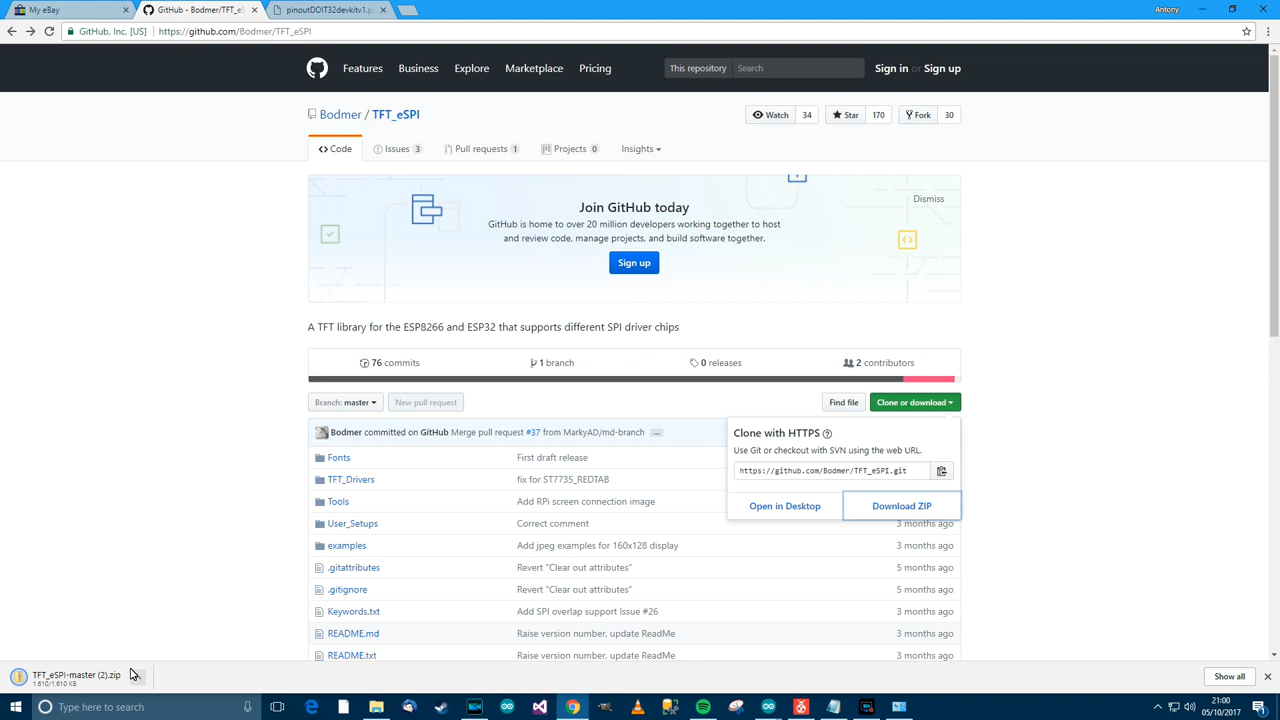 My eBay
GitHub - Bodmer/TFT_eSPI
pinoutDOIT32devkitv1.p
Antony
GitHub, Inc. [US]
https://github.com/Bodmer/TFT_eSPI
Features
Business
Explore
Marketplace
Pricing
This repository
Search
Sign in or Sign up
Bodmer / TFT_eSPI
Watch 34
Star 170
Fork 30
Code
Issues 3
Pull requests 1
Projects 0
Insights
Join GitHub today
Dismiss
GitHub is home to over 20 million developers working together to host
and review code, manage projects, and build software together.
Sign up
A TFT library for the ESP8266 and ESP32 that supports different SPI driver chips
76 commits
1 branch
0 releases
2 contributors
Branch: master
New pull request
Find file
Clone or download
Bodmer committed on GitHub Merge pull request #37 from MarkyAD/md-branch ...
Clone with HTTPS
Use Git or checkout with SVN using the web URL.
https://github.com/Bodmer/TFT_eSPI.git
Open in Desktop
Download ZIP
Fonts First draft release
TFT_Drivers fix for ST7735_REDTAB
Tools Add RPi screen connection image
User_Setups Correct comment 3 months ago
examples Add jpeg examples for 160x128 display 3 months ago
.gitattributes Revert "Clear out attributes" 5 months ago
.gitignore Revert "Clear out attributes" 5 months ago
Keywords.txt Add SPI overlap support Issue #26 3 months ago
README.md Raise version number, update ReadMe 3 months ago
README.txt Raise version number, update ReadMe 3 months ago
TFT_eSPI-master (2).zip
1,610/1,610 KB
Show all
Type here to search
21:00
05/10/2017